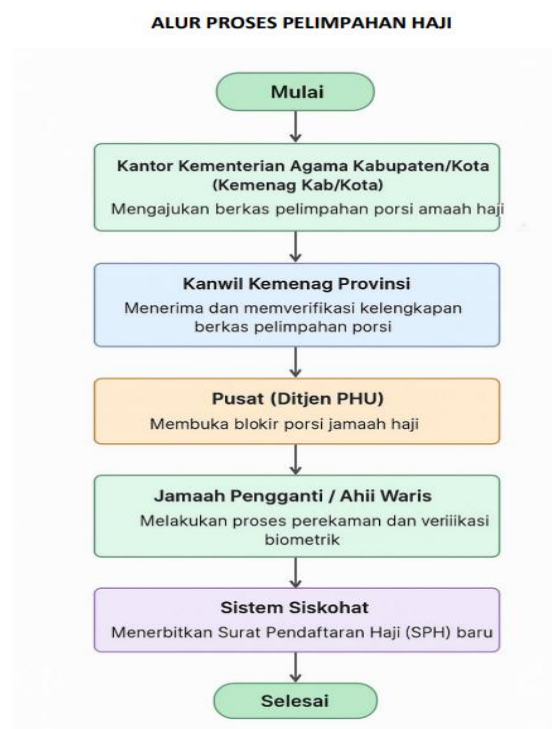 ALUR PROSES PELIMPAHAN HAJI
Mulai
Kantor Kementerian Agama Kabupaten/Kota
(Kemenag Kab/Kota)
Mengajukan berkas pelimpahan porsi amaah haji
Kanwil Kemenag Provinsi
Menerima dan memverifikasi kelengkapan
berkas pelimpahan porsi
Pusat (Ditjen PHU)
Membuka blokir porsi jamaah haji
Jamaah Pengganti / Ahii Waris
Melakukan proses perekaman dan veriiikasi
biometrik
Sistem Siskohat
Menerbitkan Surat Pendaftaran Haji (SPH) baru
Selesai